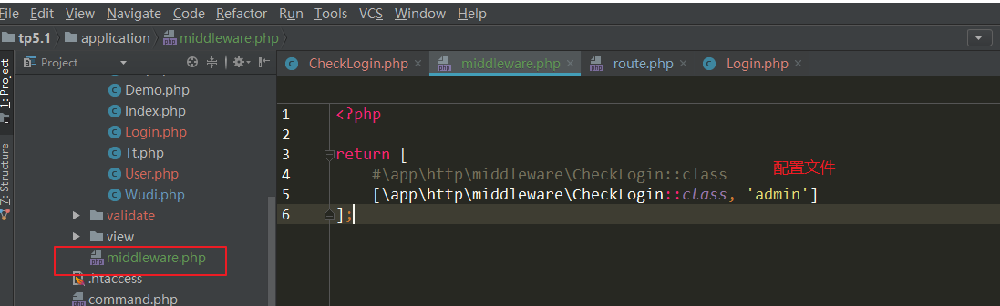 File Edit View Navigate Code Refactor Run Tools VCS Window Help
tp5.1 application middleware.php
1: Project
7: Structure
Project
Demo.php
Index.php
Login.php
Tt.php
User.php
Wudi.php
validate
view
middleware.php
.htaccess
command.php
CheckLogin.php middleware.php route.php Login.php
1 <?php
2
3 return [
4 #\app\http\middleware\CheckLogin::class 配置文件
5 [\app\http\middleware\CheckLogin::class, 'admin']
6 ];